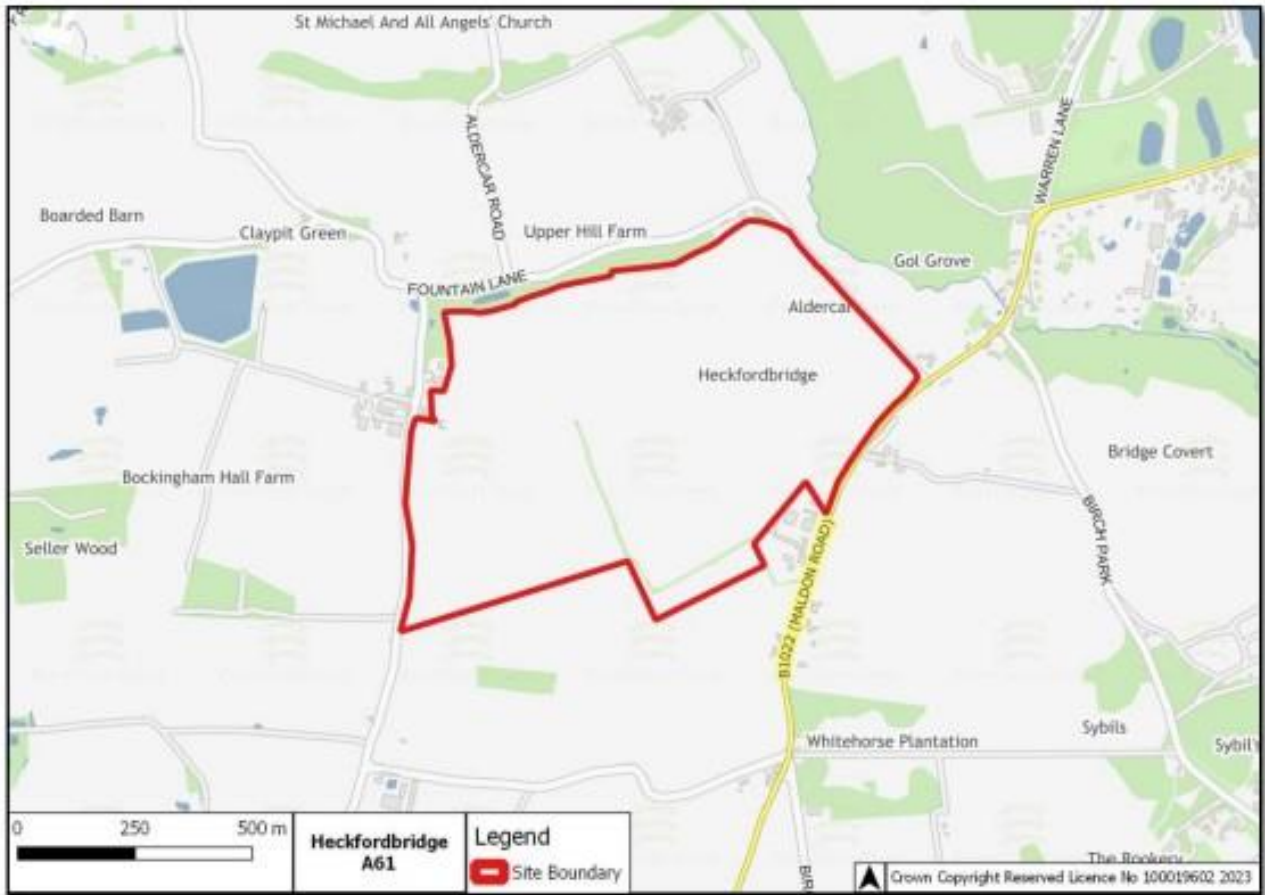 St Michael And All Angels' Church
ALDERCAR ROAD
WARREN LANE
Boarded Barn
Claypit Green
Upper Hill Farm
Gol Grove
FOUNTAIN LANE
Aldercar
Heckfordbridge
Bockingham Hall Farm
Bridge Covert
Seller Wood
BIRCH PARK
B1022 (MALDON ROAD)
Whitehorse Plantation
Sybils
Sybil's
The Rookery
0 250 500 m
Heckfordbridge
A61
Legend
Site Boundary
Crown Copyright Reserved Licence No 100019602 2023